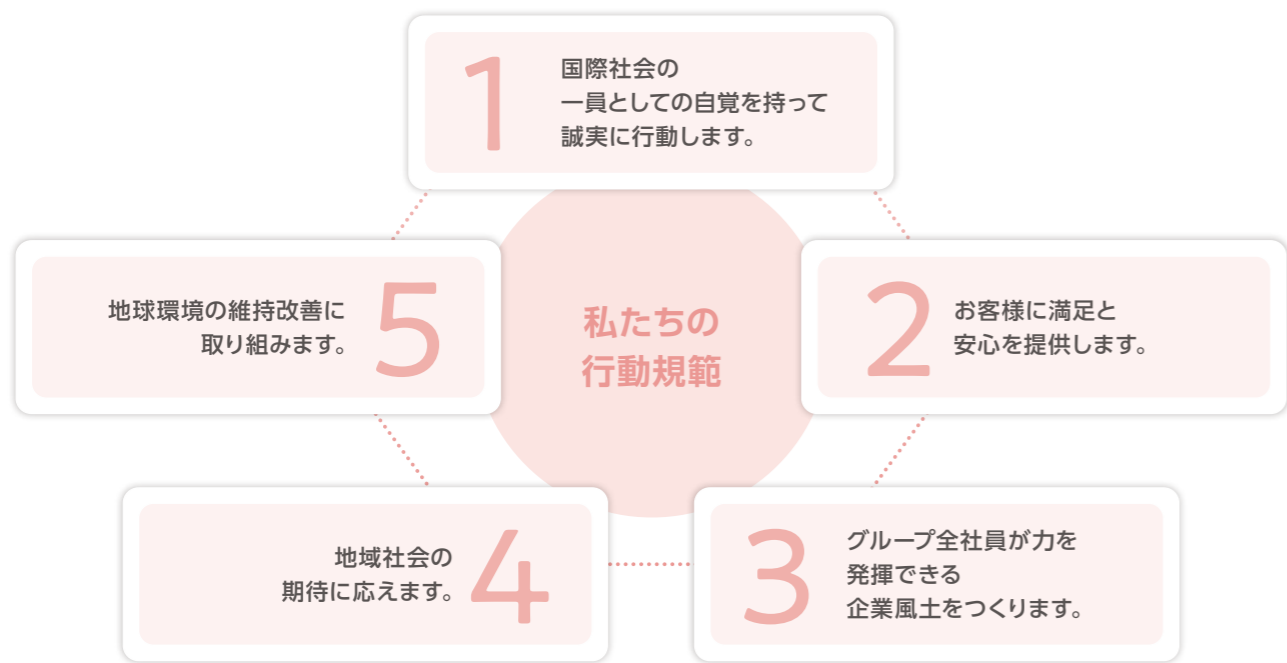 1
国際社会の
一員としての自覚を持って
誠実に行動します。
私たちの
行動規範
2
お客様に満足と
安心を提供します。
3
グループ全社員が力を
発揮できる
企業風土をつくります。
4
地域社会の
期待に応えます。
5
地球環境の維持改善に
取り組みます。